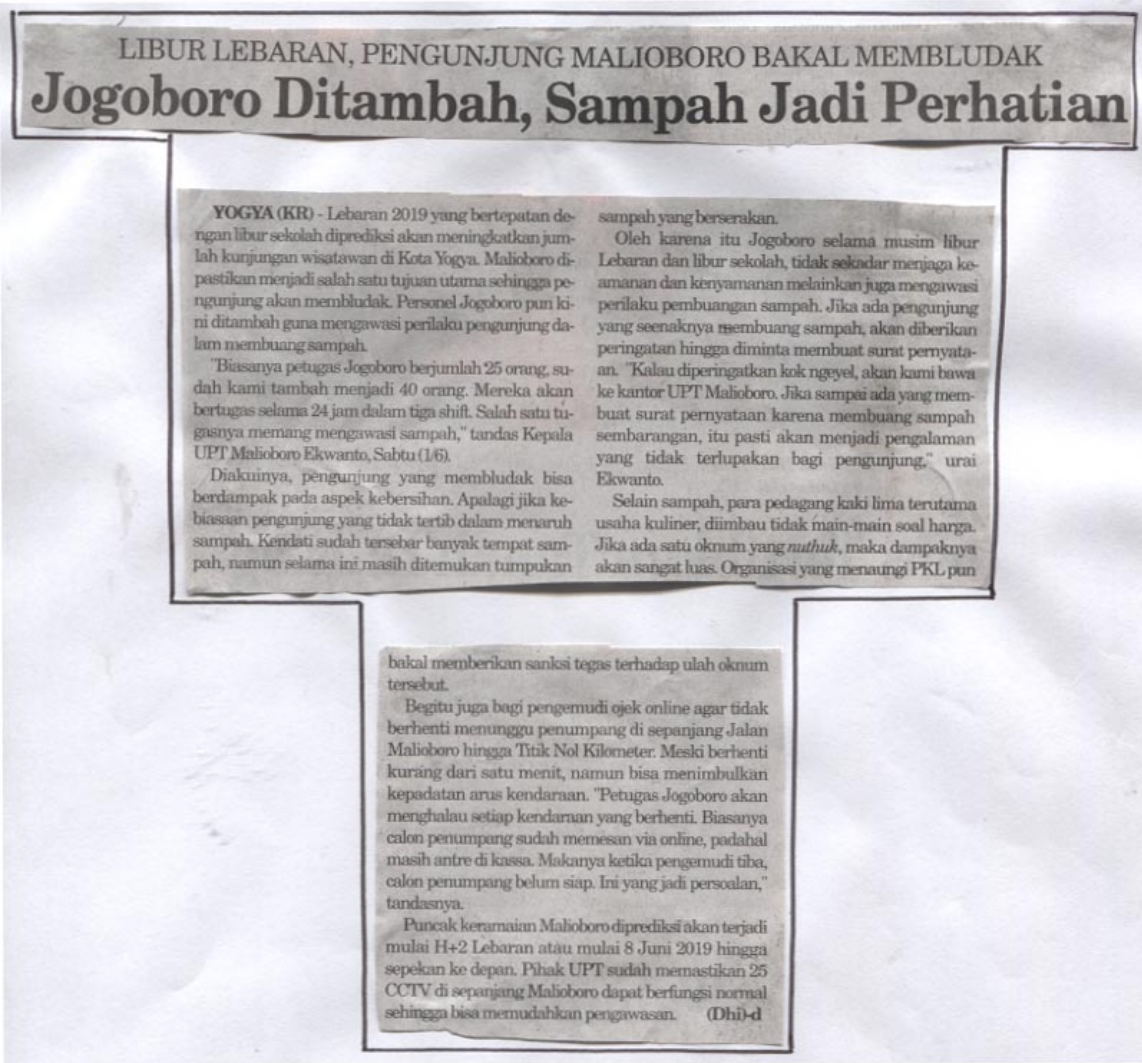 LIBUR LEBARAN, PENGUNJUNG MALIOBORO BAKAL MEMBLUDAK
Jogoboro Ditambah, Sampah Jadi Perhatian
YOGYA (KR) - Lebaran 2019 yang bertepatan de-
ngan libur sekolah diprediksi akan meningkatkan jum-
lah kunjungan wisatawan di Kota Yogya. Malioboro di-
pastikan menjadi salah satu tujuan utama sehingga pe-
ngunjung akan membludak. Personel Jogoboro pun ki-
ni ditambah guna mengawasi perilaku pengunjung da-
lam membuang sampah.
"Biasanya petugas Jogoboro berjumlah 25 orang, su-
dah kami tambah menjadi 40 orang. Mereka akan
bertugas selama 24 jam dalam tiga shift. Salah satu tu-
gasnya memang mengawasi sampah," tandas Kepala
UPT Malioboro Ekwanto, Sabtu (1/6).
Diakuinya, pengunjung yang membludak bisa
berdampak pada aspek kebersihan. Apalagi jika ke-
biasaan pengunjung yang tidak tertib dalam menaruh
sampah. Kendati sudah tersebar banyak tempat sam-
pah, namun selama ini masih ditemukan tumpukan
sampah yang berserakan.
Oleh karena itu Jogoboro selama musim libur
Lebaran dan libur sekolah, tidak sekadar menjaga ke-
amanan dan kenyamanan melainkan juga mengawasi
perilaku pembuangan sampah. Jika ada pengunjung
yang seenaknya membuang sampah, akan diberikan
peringatan hingga diminta membuat surat pernyata-
an. "Kalau diperingatkan kok ngeyel, akan kami bawa
ke kantor UPT Malioboro. Jika sampai ada yang mem-
buat surat pernyataan karena membuang sampah
sembarangan, itu pasti akan menjadi pengalaman
yang tidak terlupakan bagi pengunjung," urai
Ekwanto.
Selain sampah, para pedagang kaki lima terutama
usaha kuliner, diimbau tidak main-main soal harga.
Jika ada satu oknum yang nuthuk, maka dampaknya
akan sangat luas. Organisasi yang menaungi PKL pun
bakal memberikan sanksi tegas terhadap ulah oknum
tersebut.
Begitu juga bagi pengemudi ojek online agar tidak
berhenti menunggu penumpang di sepanjang Jalan
Malioboro hingga Titik Nol Kilometer. Meski berhenti
kurang dari satu menit, namun bisa menimbulkan
kepadatan arus kendaraan. "Petugas Jogoboro akan
menghalau setiap kendaraan yang berhenti. Biasanya
calon penumpang sudah memesan via online, padahal
masih antre di kassa. Makanya ketika pengemudi tiba,
calon penumpang belum siap. Ini yang jadi persoalan,"
tandasnya.
Puncak keramaian Malioboro diprediksi akan terjadi
mulai H+2 Lebaran atau mulai 8 Juni 2019 hingga
sepekan ke depan. Pihak UPT sudah memastikan 25
CCTV di sepanjang Malioboro dapat berfungsi normal
sehingga bisa memudahkan pengawasan. (Dhi)-d